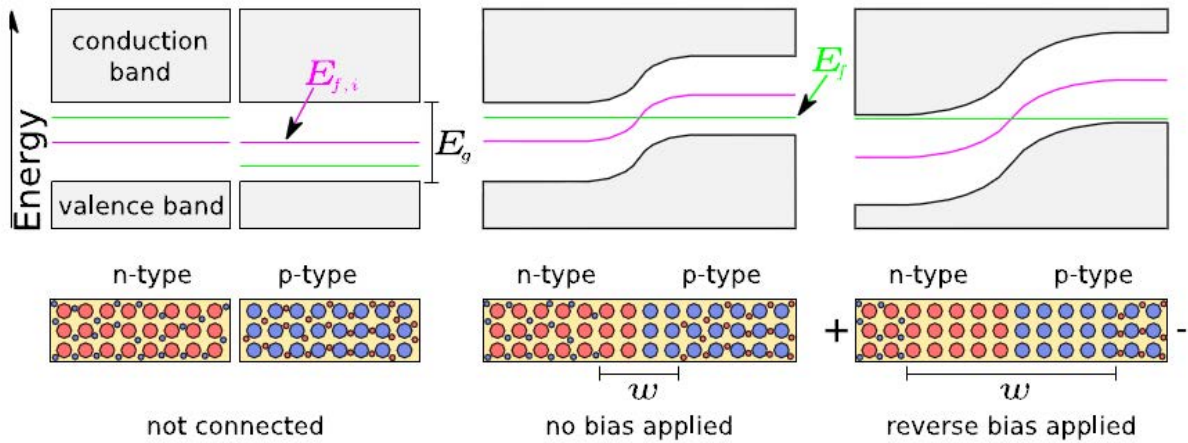 Energy
conduction
band
E_{f,i}
E_g
valence band
E_f
n-type
p-type
n-type
p-type
n-type
p-type
+
-
w
w
not connected
no bias applied
reverse bias applied